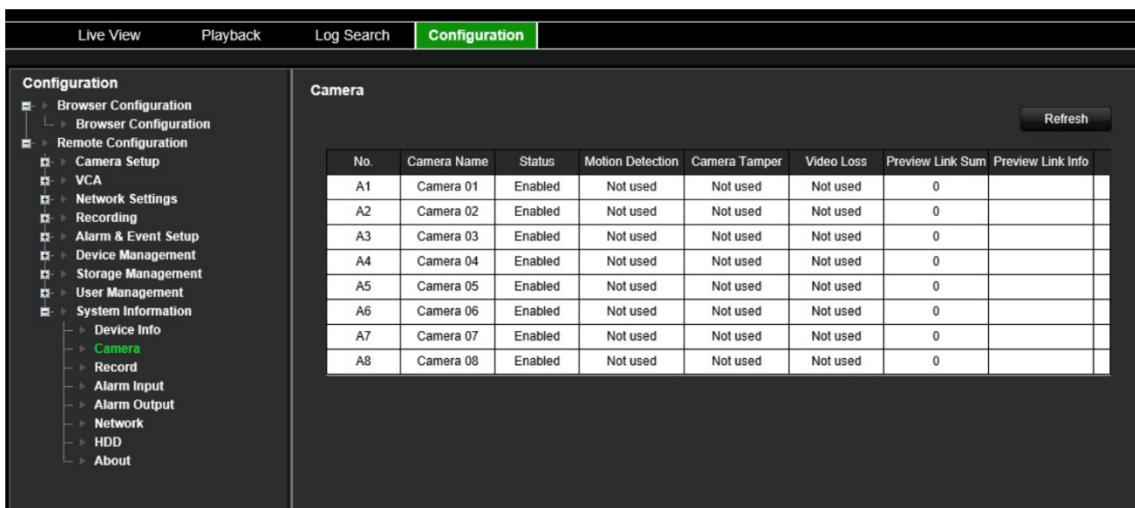 Live View Playback Log Search Configuration
Configuration
Browser Configuration
Browser Configuration
Remote Configuration
Camera Setup
VCA
Network Settings
Recording
Alarm & Event Setup
Device Management
Storage Management
User Management
System Information
Device Info
Camera
Record
Alarm Input
Alarm Output
Network
HDD
About
Camera
Refresh
No. Camera Name Status Motion Detection Camera Tamper Video Loss Preview Link Sum Preview Link Info
A1 Camera 01 Enabled Not used Not used Not used 0
A2 Camera 02 Enabled Not used Not used Not used 0
A3 Camera 03 Enabled Not used Not used Not used 0
A4 Camera 04 Enabled Not used Not used Not used 0
A5 Camera 05 Enabled Not used Not used Not used 0
A6 Camera 06 Enabled Not used Not used Not used 0
A7 Camera 07 Enabled Not used Not used Not used 0
A8 Camera 08 Enabled Not used Not used Not used 0